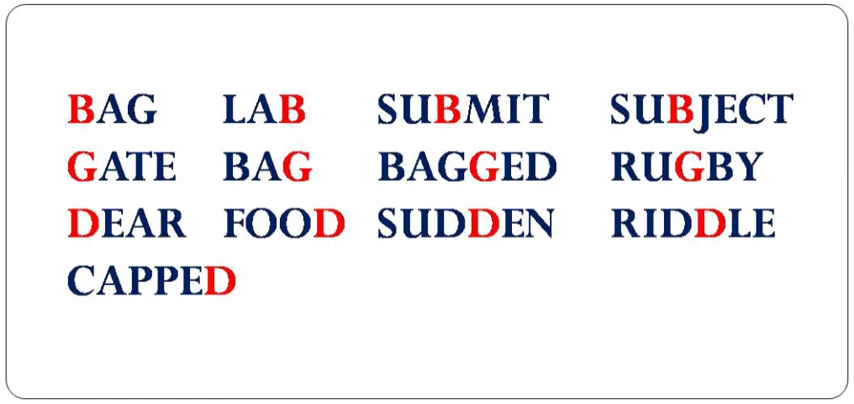 BAG LAB SUBMIT SUBJECT
GATE BAG BAGGED RUGBY
DEAR FOOD SUDDEN RIDDLE
CAPPED